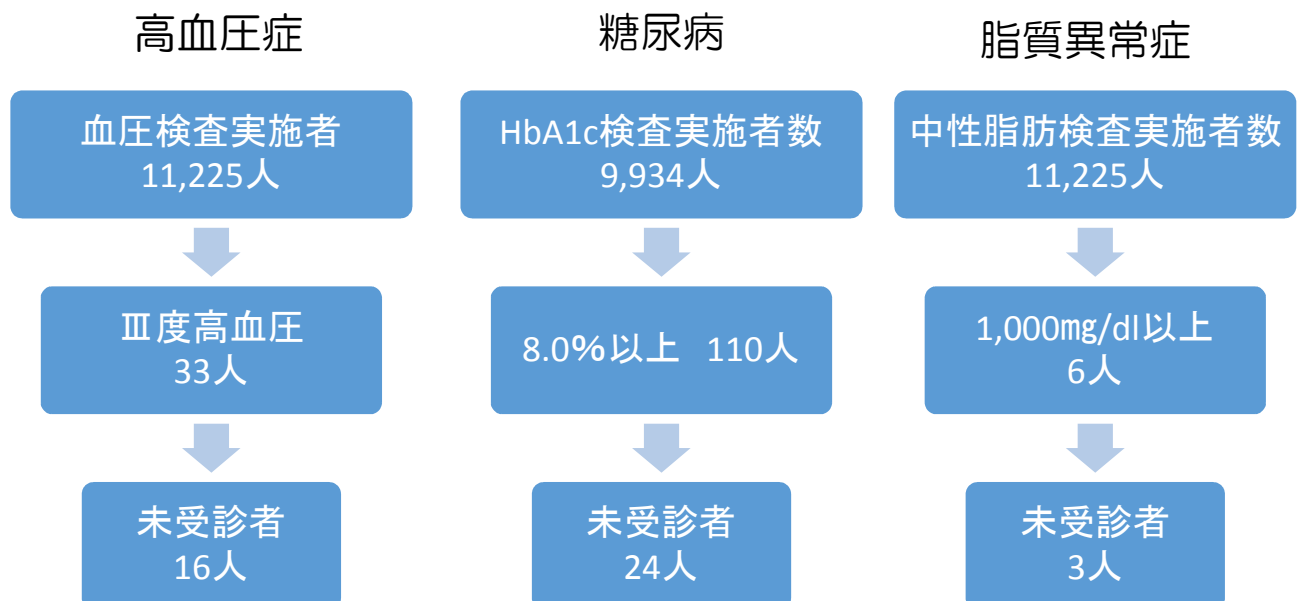 高血圧症
血圧検査実施者
11,225人
Ⅲ度高血圧
33人
未受診者
16人
糖尿病
HbA1c検査実施者数
9,934人
8.0%以上 110人
未受診者
24人
脂質異常症
中性脂肪検査実施者数
11,225人
1,000㎎/dl以上
6人
未受診者
3人